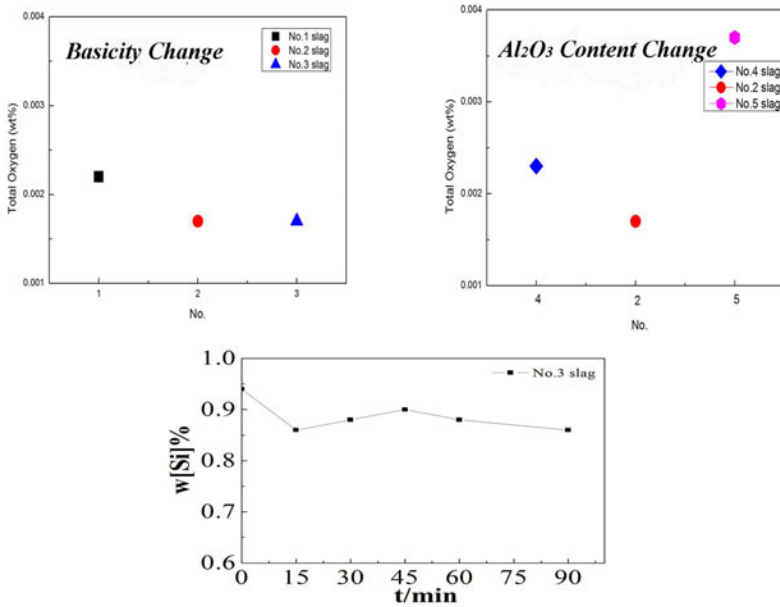 Basicity Change
No.1 slag
No.2 slag
No.3 slag
0.004
0.003
0.002
0.001
Total Oxygen (wt%)
1 2 3
No.
Al₂O₃ Content Change
No.4 slag
No.2 slag
No.5 slag
0.004
0.003
0.002
0.001
Total Oxygen (wt%)
4 2 5
No.
No.3 slag
1.0
0.9
0.8
0.7
0.6
w[Si]%
0 15 30 45 60 75 90
t/min